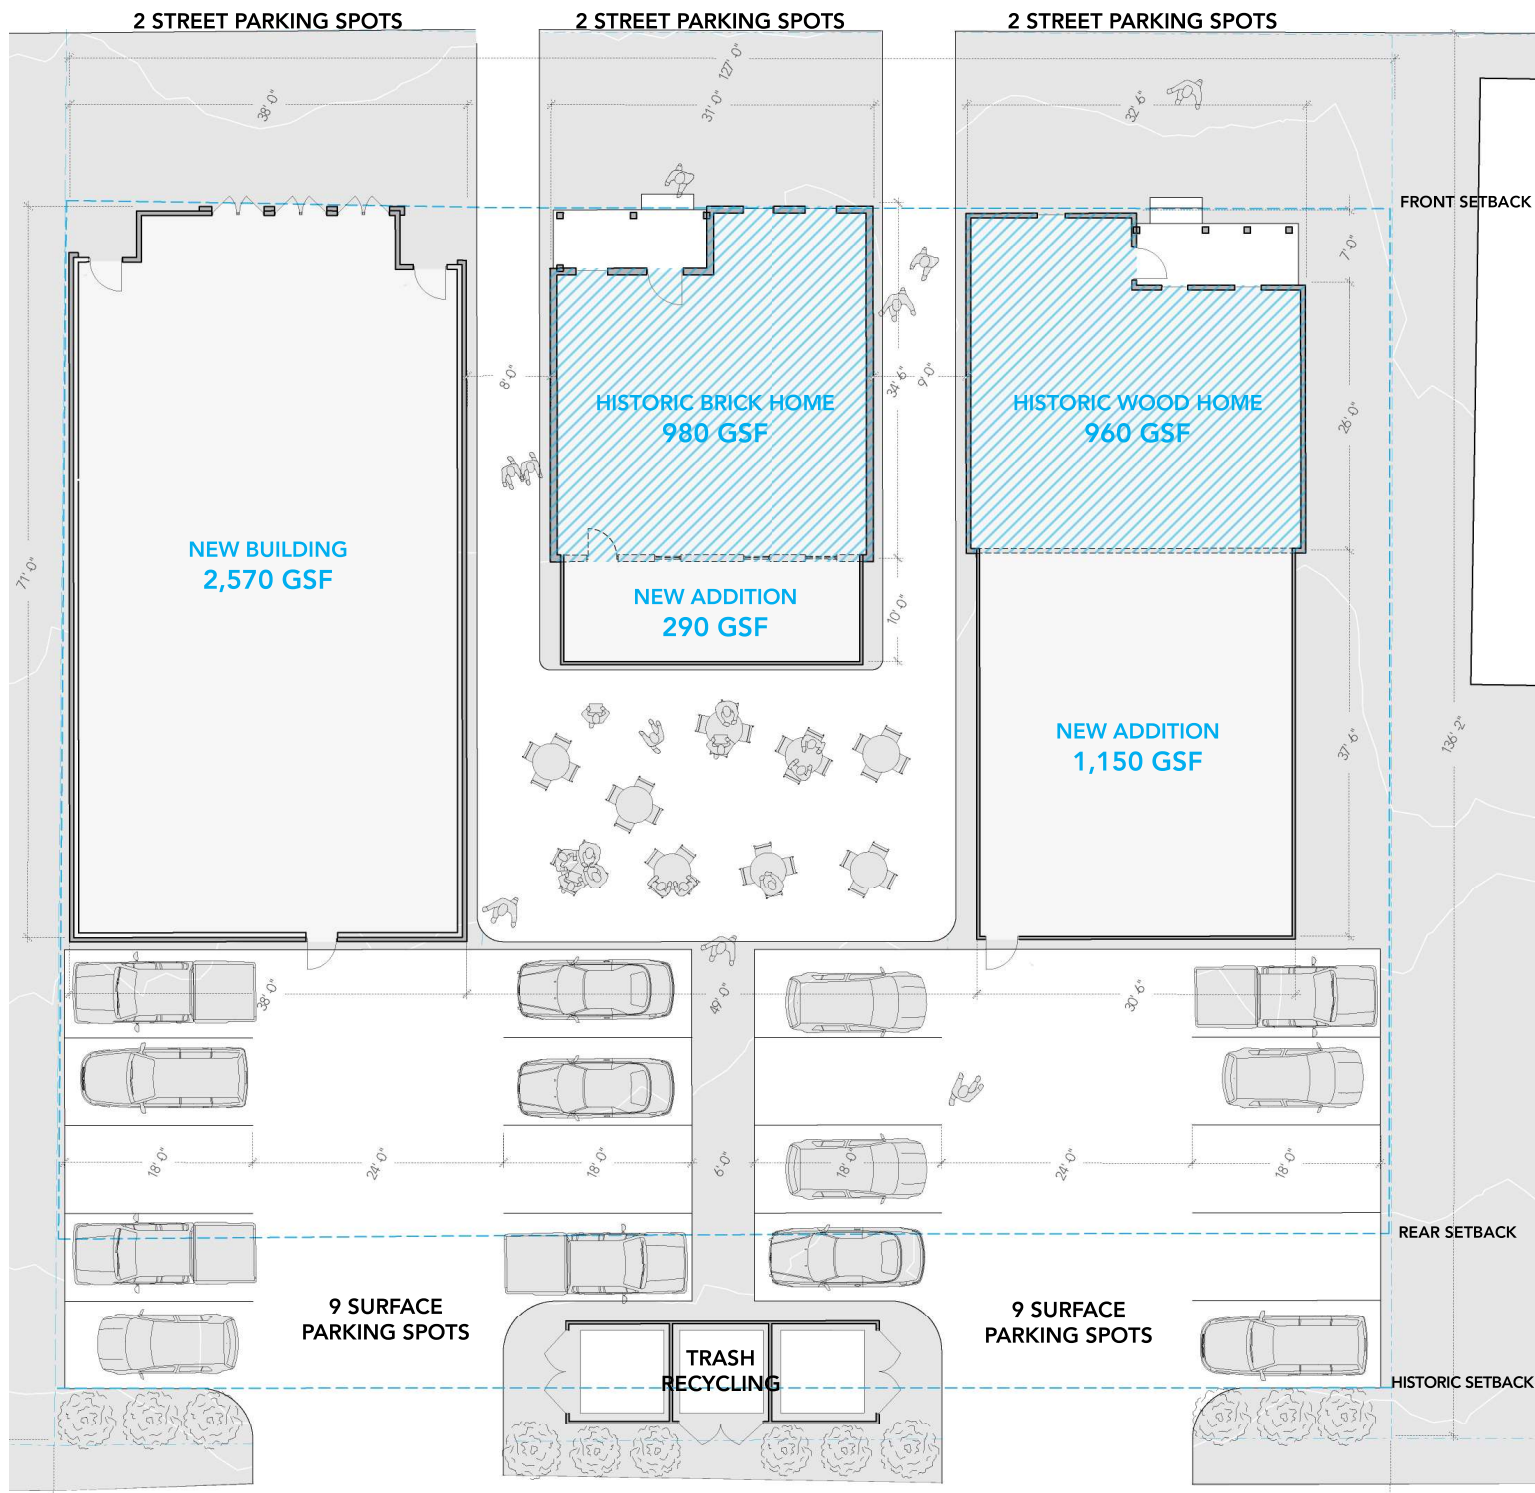 2 STREET PARKING SPOTS
2 STREET PARKING SPOTS
2 STREET PARKING SPOTS
127'-0"
38'-0"
31'-0"
32'-6"
FRONT SETBACK
7'-0"
8'-0"
34'-6"
9'-0"
26'-0"
HISTORIC BRICK HOME
980 GSF
HISTORIC WOOD HOME
960 GSF
NEW BUILDING
2,570 GSF
71'-0"
NEW ADDITION
290 GSF
10'-0"
NEW ADDITION
1,150 GSF
37'-6"
136'-2"
38'-0"
49'-0"
30'-6"
18'-0"
24'-0"
18'-0"
6'-0"
18'-0"
24'-0"
18'-0"
REAR SETBACK
9 SURFACE
PARKING SPOTS
9 SURFACE
PARKING SPOTS
TRASH
RECYCLING
HISTORIC SETBACK